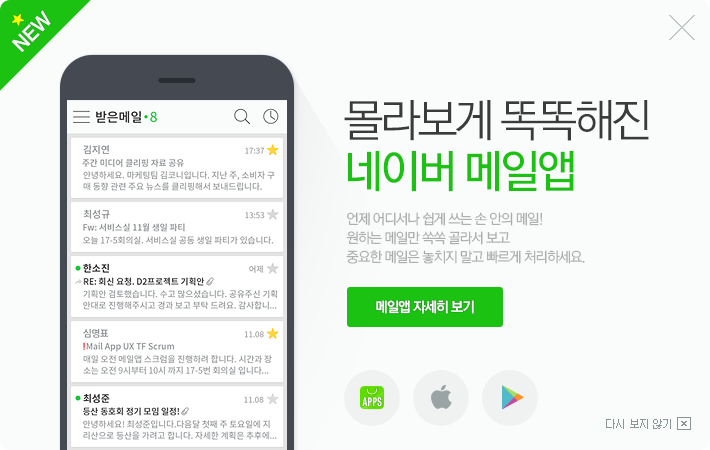 NEW
받은메일•8
김지연
17:37
주간 미디어 클리핑 자료 공유
안녕하세요. 마케팅팀 김코니입니다. 지난 주, 소비자 구
매 동향 관련 주요 뉴스를 클리핑해서 보내드립니다.
최성규
13:53
Fw: 서비스실 11월 생일 파티
오늘 17-5회의실. 서비스실 공동 생일 파티가 있습니다.
한소진
어제
RE: 회신 요청. D2프로젝트 기획안
기획안 검토했습니다. 수고 많으셨습니다. 공유주신 기획
안대로 진행해주시고 경과 보고 부탁 드려요. 감사합니...
심명표
11.08
!Mail App UX TF Scrum
매일 오전 메일앱 스크럼을 진행하려 합니다. 시간과 장
소는 오전 9시부터 10시 까지 17-5번 회의실 입니다...
최성준
11.08
등산 동호회 정기 모임 일정!
안녕하세요! 최성준입니다.다음달 첫째 주 토요일에 지
리산으로 등산을 가려고 합니다. 자세한 계획은 추후에...
몰라보게 똑똑해진
네이버 메일앱
언제 어디서나 쉽게 쓰는 손 안의 메일!
원하는 메일만 쏙쏙 골라서 보고
중요한 메일은 놓치지 말고 빠르게 처리하세요.
메일앱 자세히 보기
APPS
다시 보지 않기